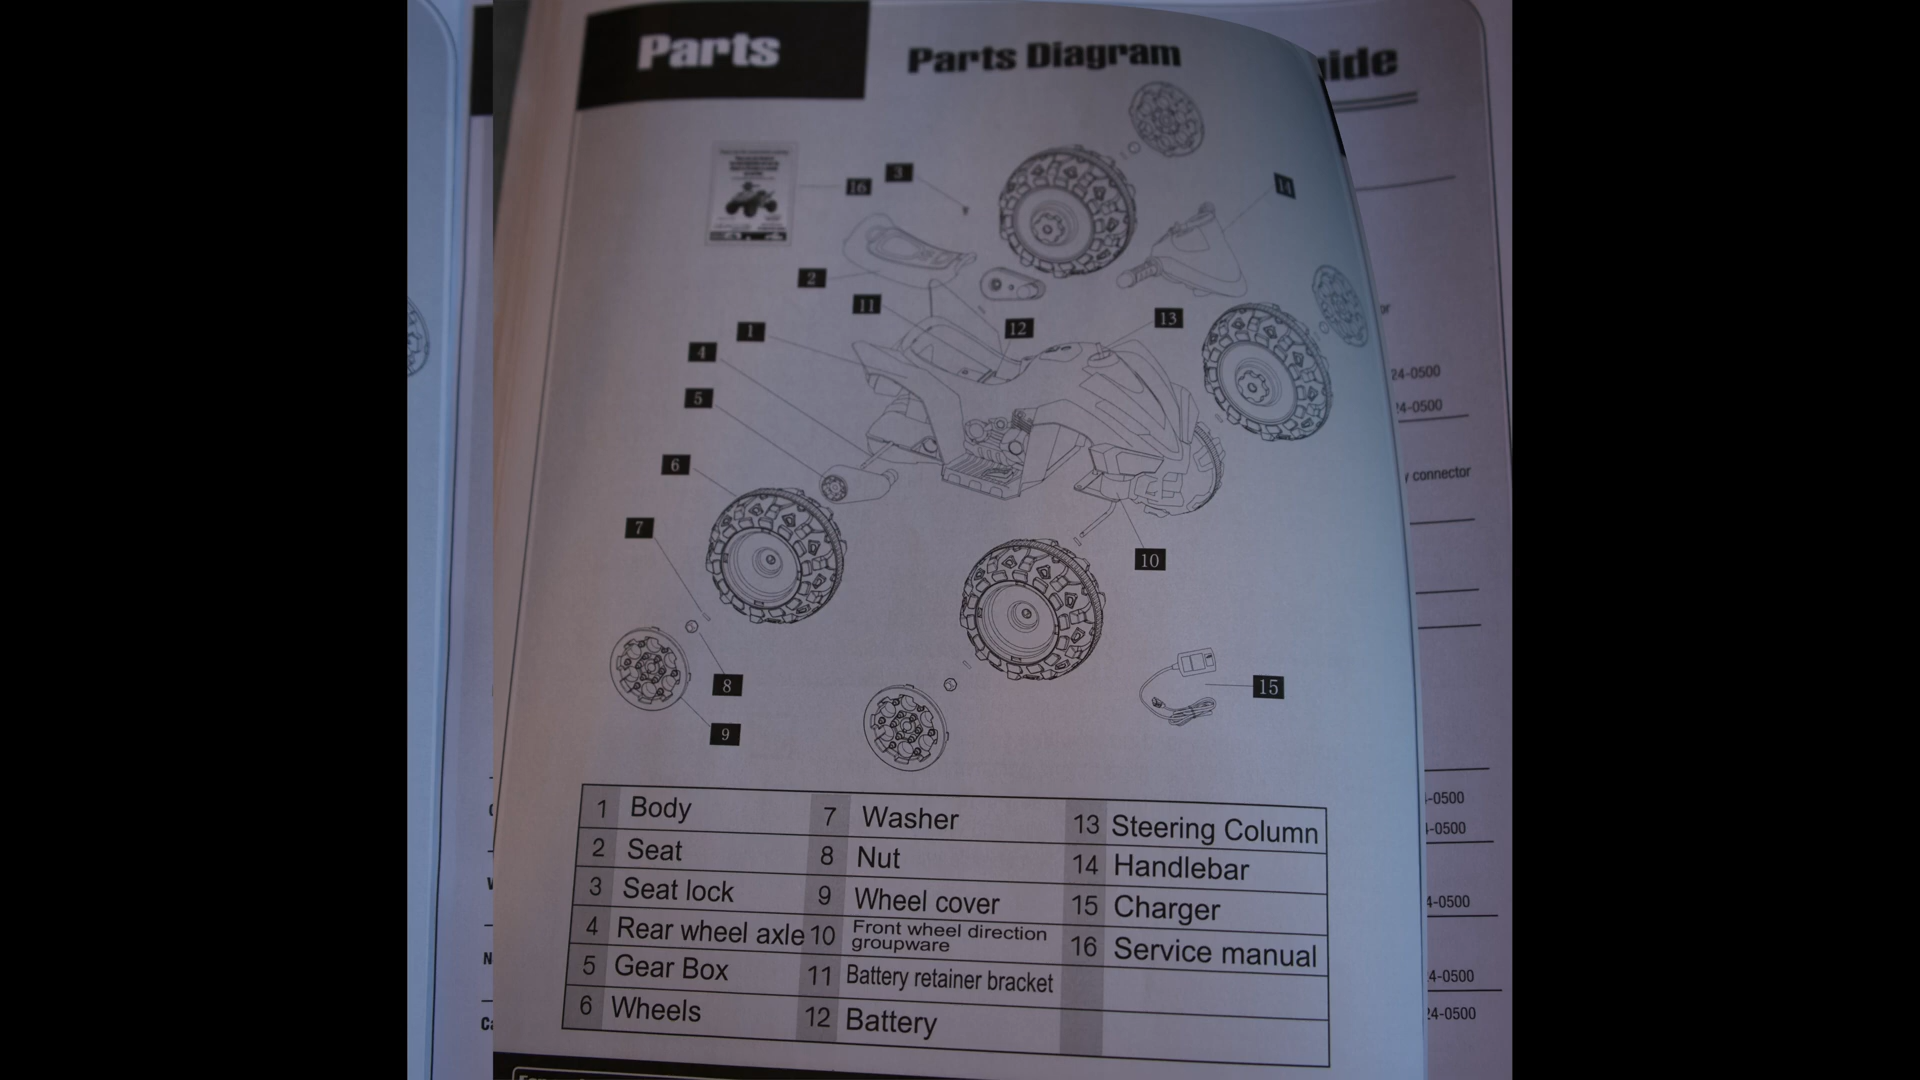 Parts
Parts Diagram
ide
16
3
14
2
11
1
12
13
4
5
6
7
10
8
15
9
1 Body 7 Washer 13 Steering Column
2 Seat 8 Nut 14 Handlebar
3 Seat lock 9 Wheel cover 15 Charger
4 Rear wheel axle 10 Front wheel direction
groupware 16 Service manual
5 Gear Box 11 Battery retainer bracket
6 Wheels 12 Battery
24-0500
24-0500
connector
-0500
-0500
4-0500
4-0500
24-0500